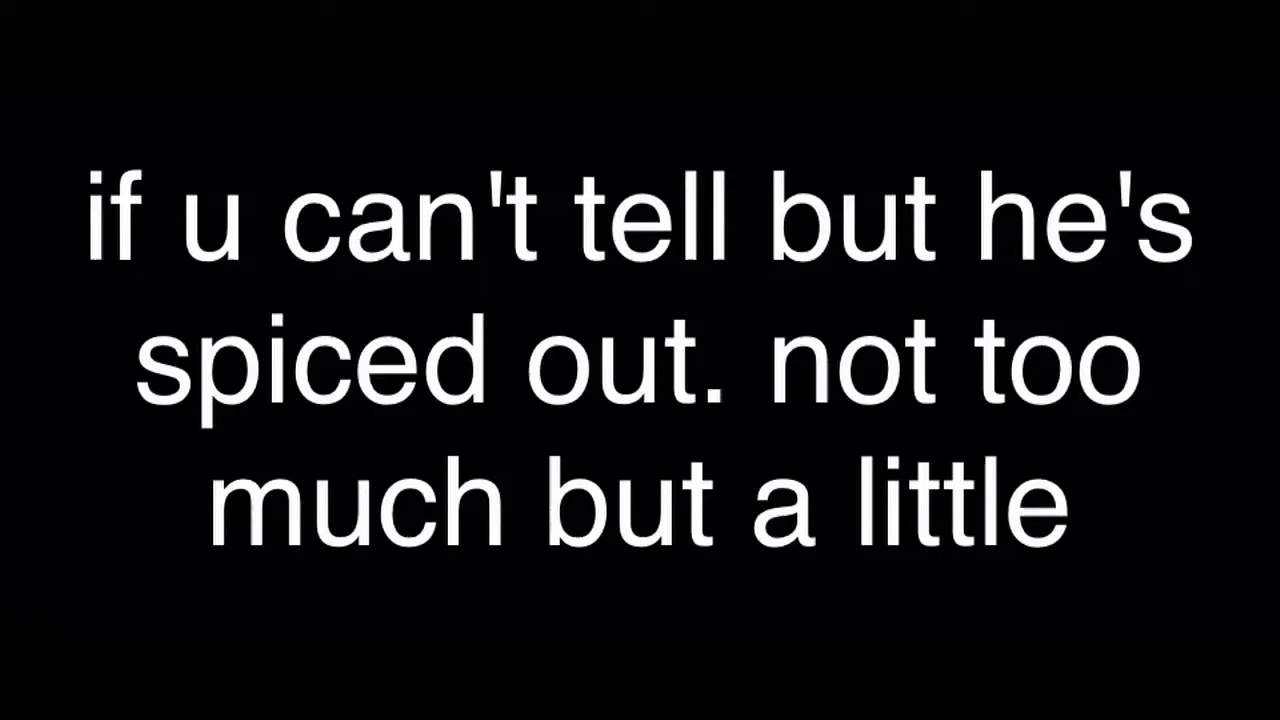 if u can't tell but he's
spiced out. not too
much but a little